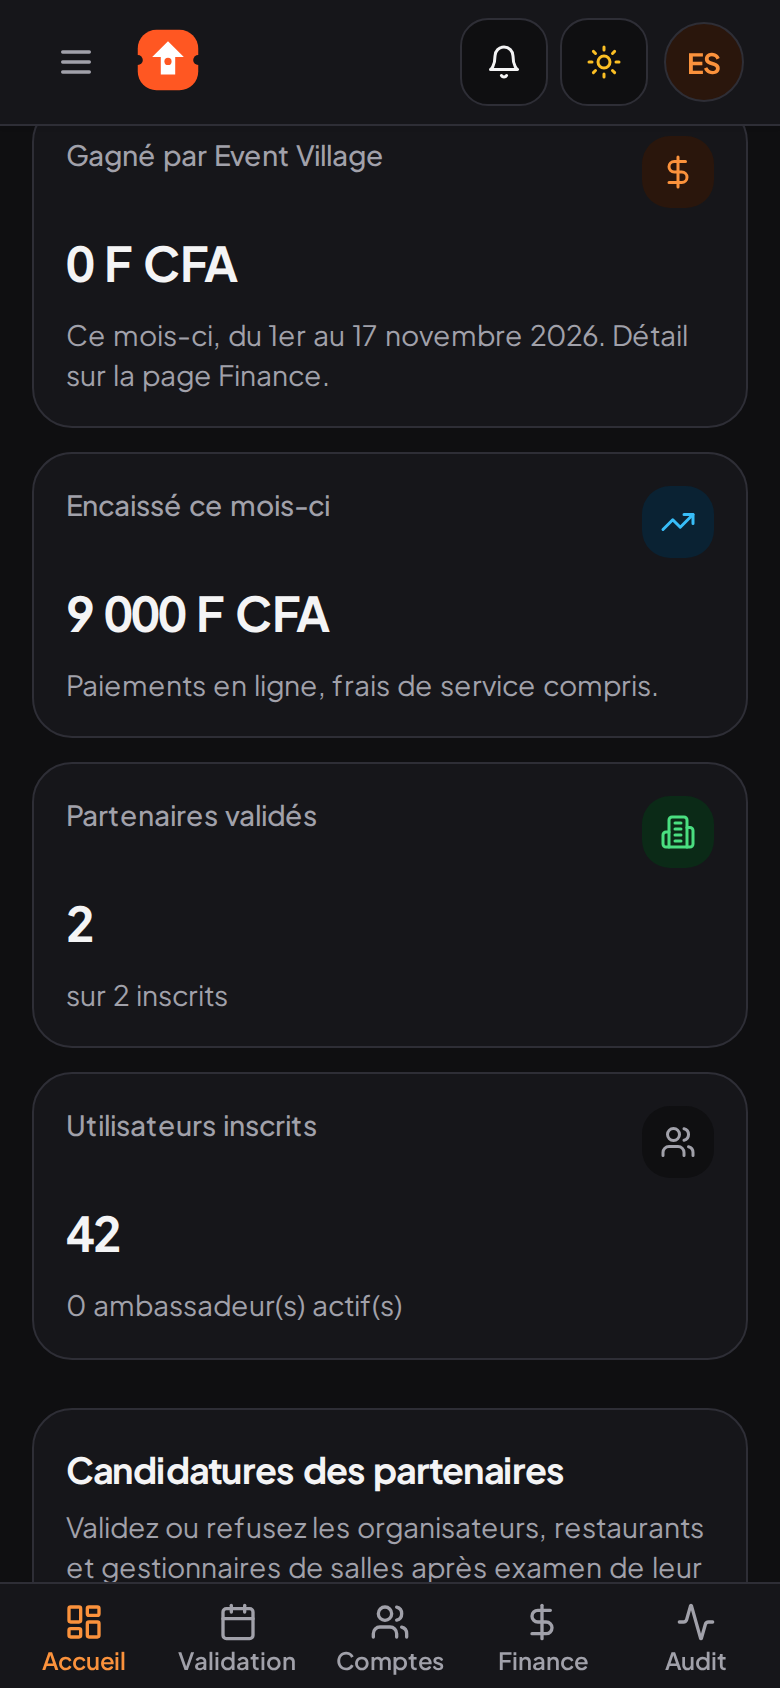 ES
Gagné par Event Village
0 F CFA
Ce mois-ci, du 1er au 17 novembre 2026. Détail
sur la page Finance.
Encaissé ce mois-ci
9 000 F CFA
Paiements en ligne, frais de service compris.
Partenaires validés
2
sur 2 inscrits
Utilisateurs inscrits
42
0 ambassadeur(s) actif(s)
Candidatures des partenaires
Validez ou refusez les organisateurs, restaurants
et gestionnaires de salles après examen de leur
Accueil
Validation
Comptes
Finance
Audit